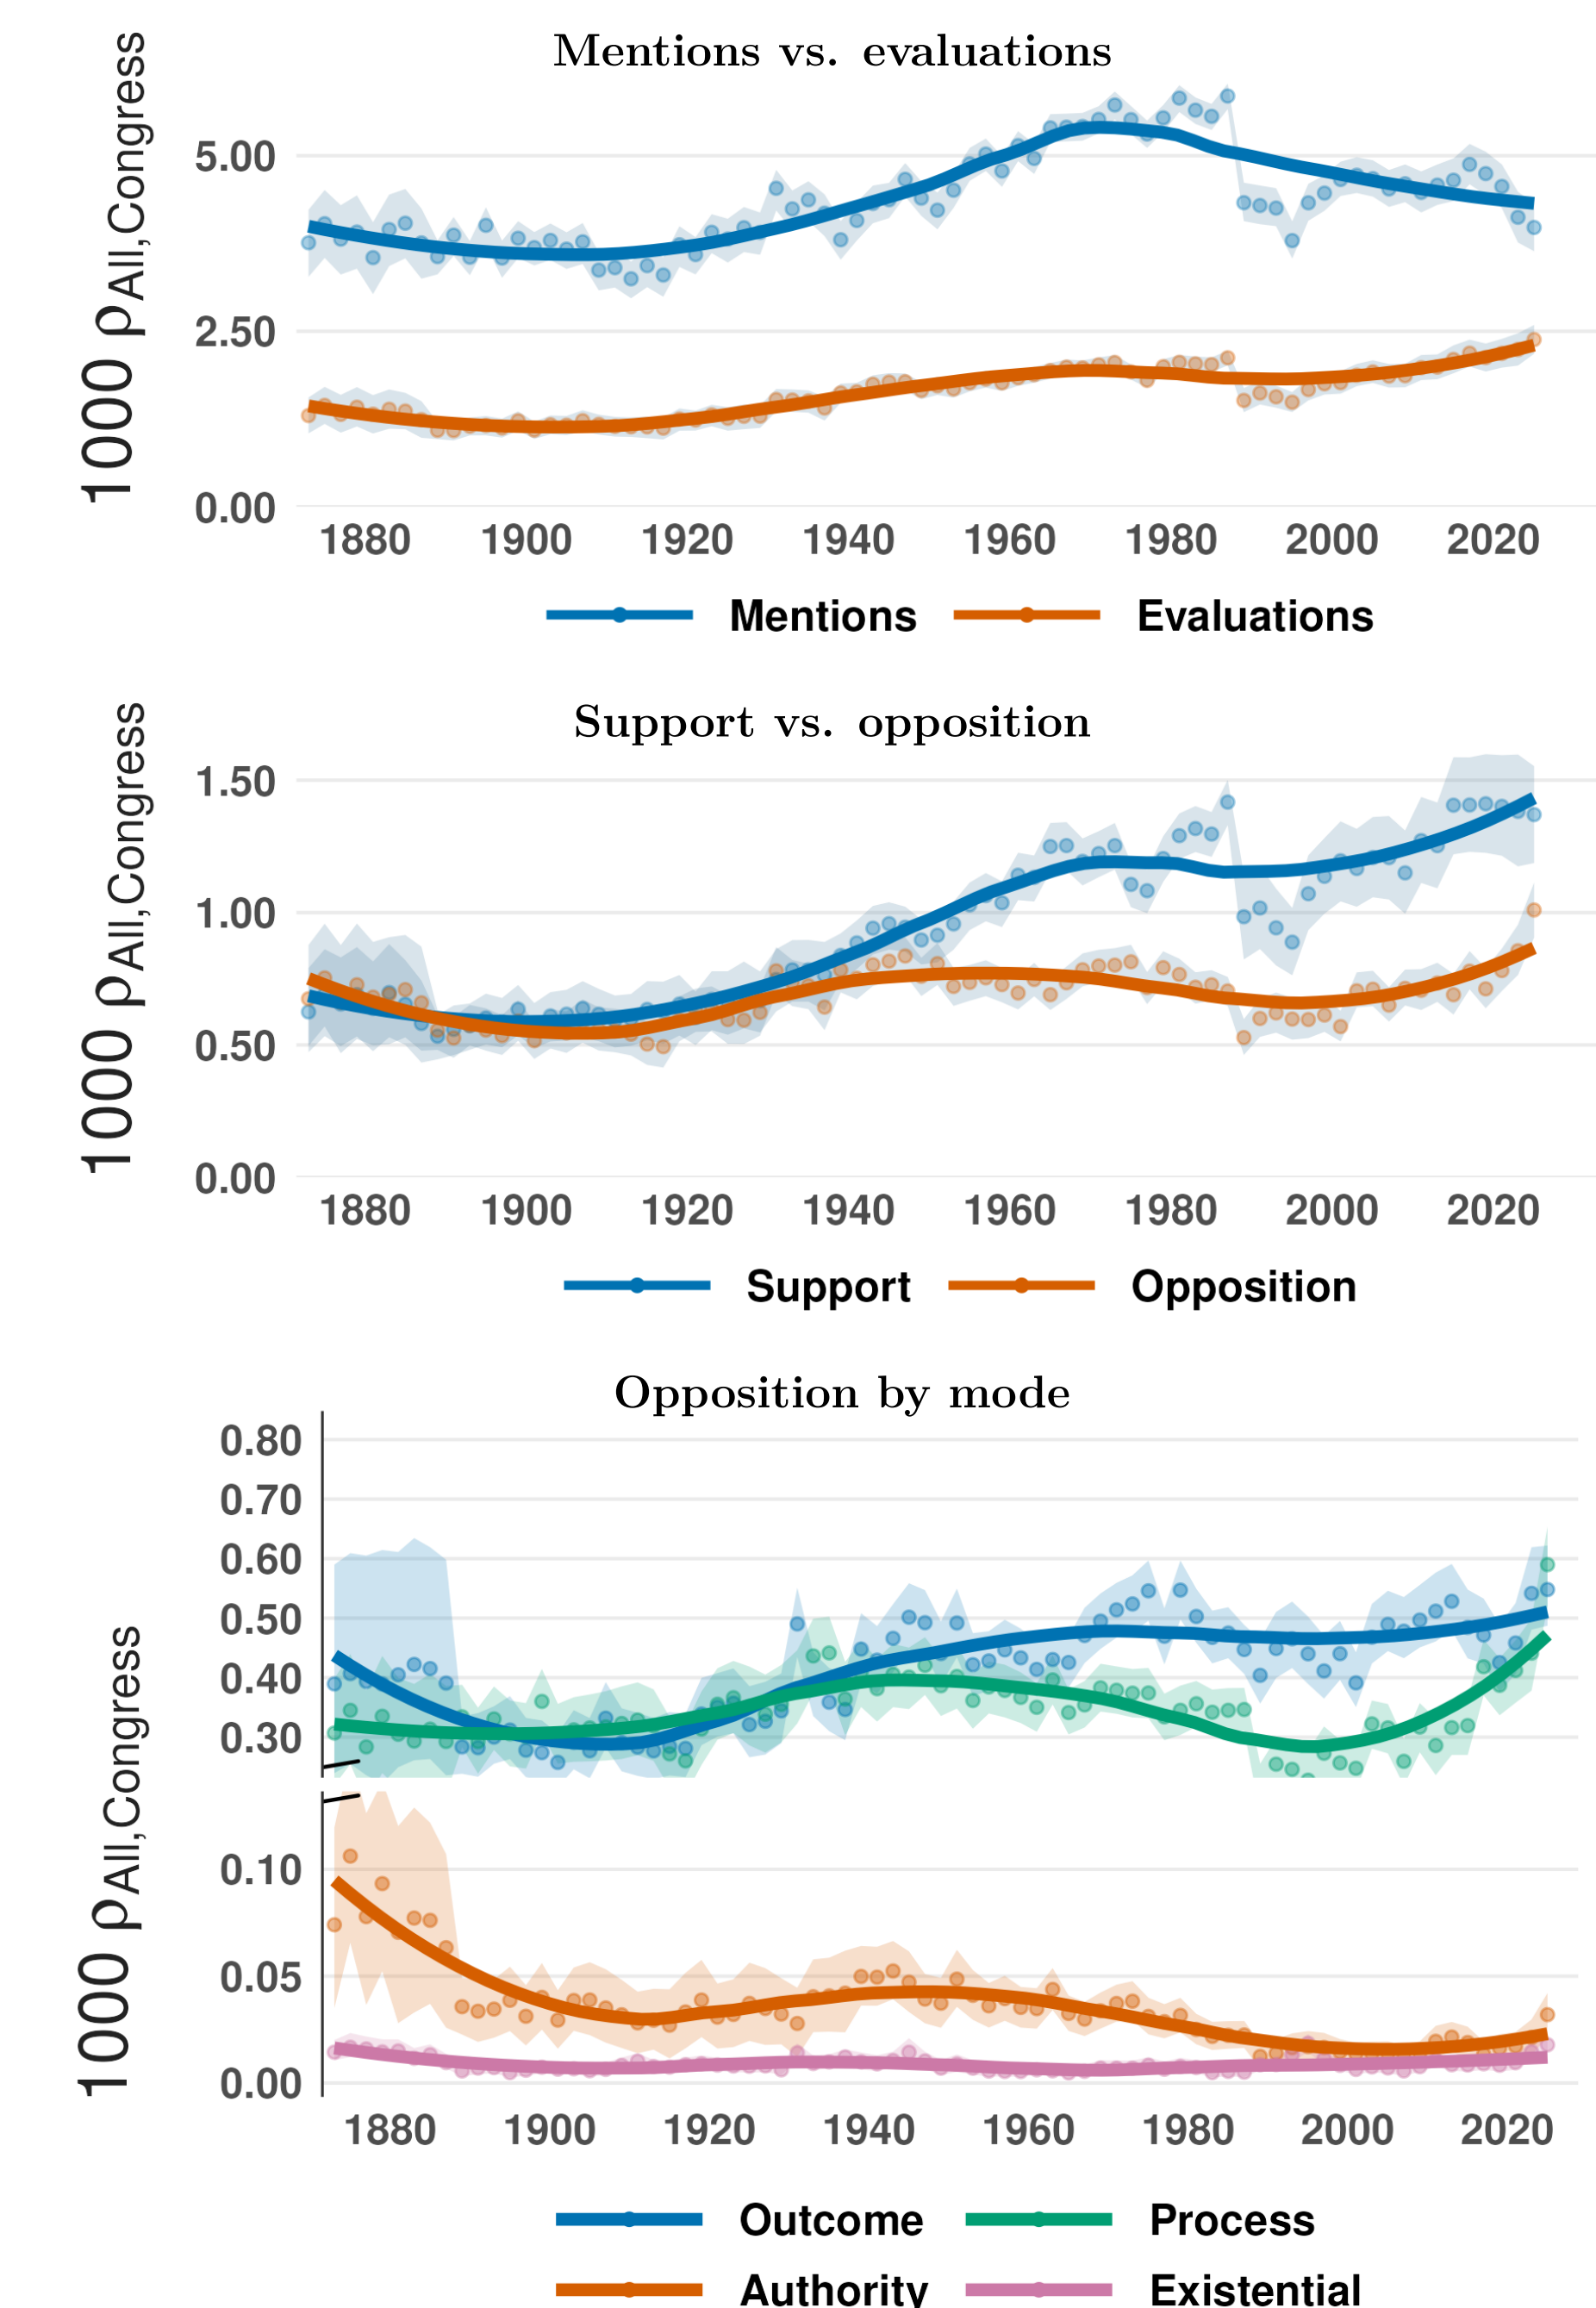 Mentions vs. evaluations
1000 ρAll,Congress
5.00
2.50
0.00
1880 1900 1920 1940 1960 1980 2000 2020
Mentions Evaluations
Support vs. opposition
1000 ρAll,Congress
1.50
1.00
0.50
0.00
1880 1900 1920 1940 1960 1980 2000 2020
Support Opposition
Opposition by mode
1000 ρAll,Congress
0.80
0.70
0.60
0.50
0.40
0.30
0.10
0.05
0.00
1880 1900 1920 1940 1960 1980 2000 2020
Outcome Process
Authority Existential